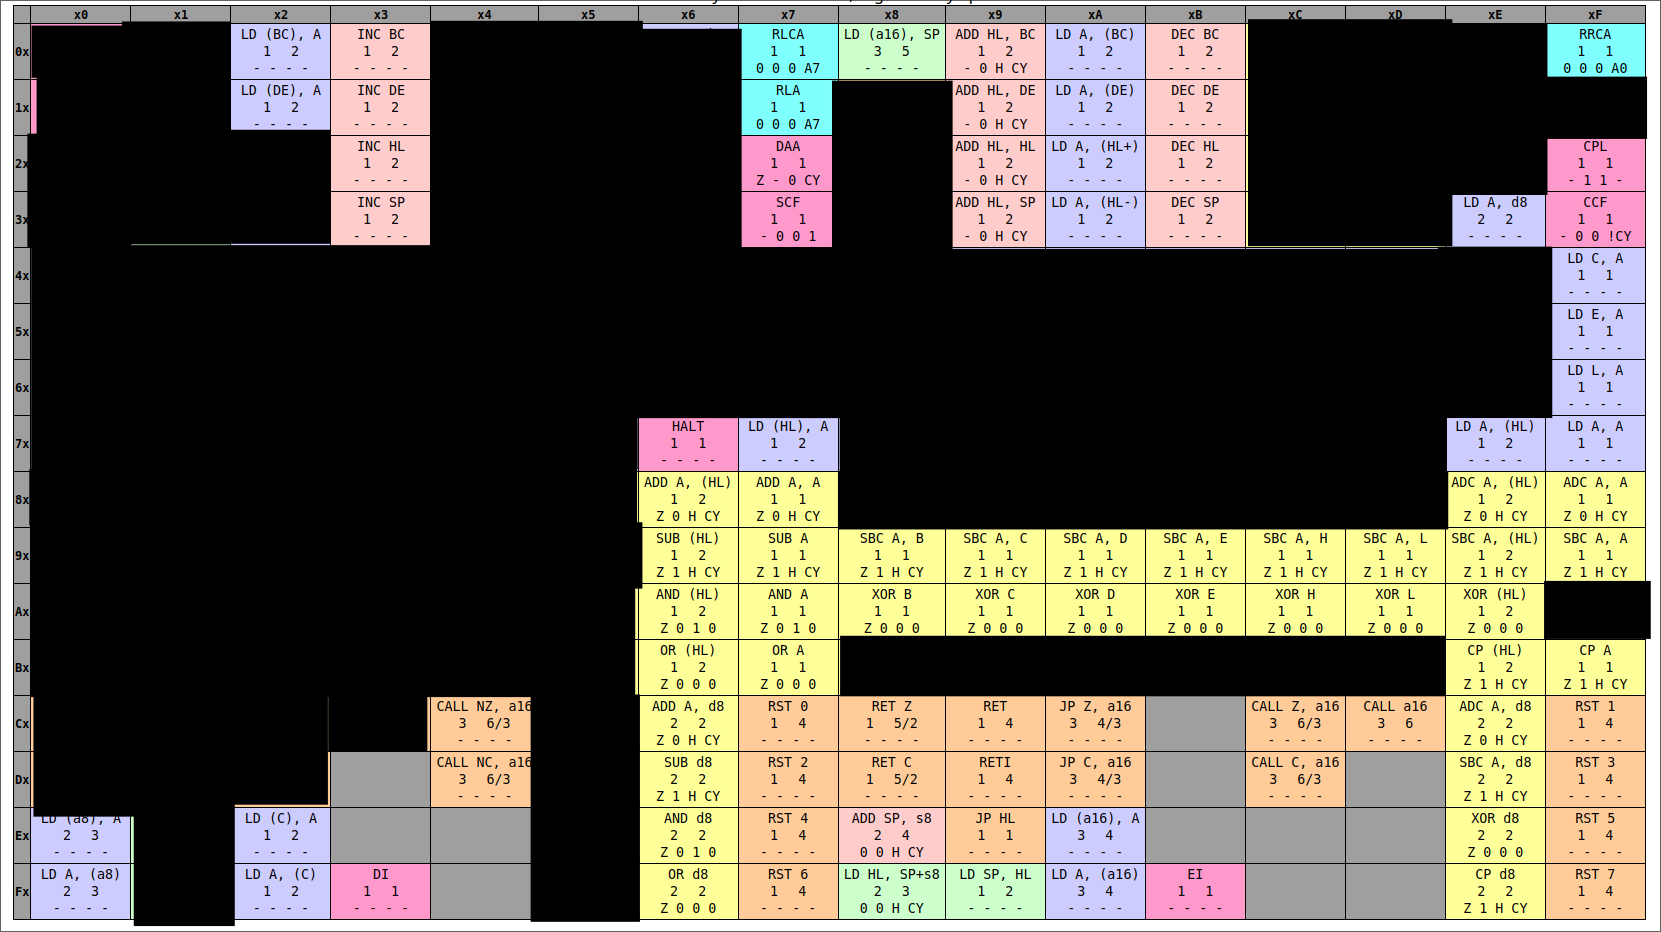 x0 x1 x2 x3 x4 x5 x6 x7 x8 x9 xA xB xC xD xE xF
0x LD (BC), A INC BC RLCA LD (a16), SP ADD HL, BC LD A, (BC) DEC BC RRCA
1 2 1 2 1 1 3 5 1 2 1 2 1 2 1 1
- - - - - - - - 0 0 0 A7 - - - - - 0 H CY - - - - - - - - 0 0 0 A0
1x LD (DE), A INC DE RLA ADD HL, DE LD A, (DE) DEC DE
1 2 1 2 1 1 1 2 1 2 1 2
- - - - - - - - 0 0 0 A7 - 0 H CY - - - - - - - -
2x INC HL DAA ADD HL, HL LD A, (HL+) DEC HL CPL
1 2 1 1 1 2 1 2 1 2 1 1
- - - - Z - 0 CY - 0 H CY - - - - - - - - - 1 1 -
3x INC SP SCF ADD HL, SP LD A, (HL-) DEC SP LD A, d8 CCF
1 2 1 1 1 2 1 2 1 2 2 2 1 1
- - - - - 0 0 1 - 0 H CY - - - - - - - - - - - - - 0 0 !CY
4x LD C, A
1 1
- - - -
5x LD E, A
1 1
- - - -
6x LD L, A
1 1
- - - -
7x HALT LD (HL), A LD A, (HL) LD A, A
1 1 1 2 1 2 1 1
- - - - - - - - - - - - - - - -
8x ADD A, (HL) ADD A, A ADC A, (HL) ADC A, A
1 2 1 1 1 2 1 1
Z 0 H CY Z 0 H CY Z 0 H CY Z 0 H CY
9x SUB (HL) SUB A SBC A, B SBC A, C SBC A, D SBC A, E SBC A, H SBC A, L SBC A, (HL) SBC A, A
1 2 1 1 1 1 1 1 1 1 1 1 1 1 1 1 1 2 1 1
Z 1 H CY Z 1 H CY Z 1 H CY Z 1 H CY Z 1 H CY Z 1 H CY Z 1 H CY Z 1 H CY Z 1 H CY Z 1 H CY
Ax AND (HL) AND A XOR B XOR C XOR D XOR E XOR H XOR L XOR (HL)
1 2 1 1 1 1 1 1 1 1 1 1 1 1 1 1 1 2
Z 0 1 0 Z 0 1 0 Z 0 0 0 Z 0 0 0 Z 0 0 0 Z 0 0 0 Z 0 0 0 Z 0 0 0 Z 0 0 0
Bx OR (HL) OR A CP (HL) CP A
1 2 1 1 1 2 1 1
Z 0 0 0 Z 0 0 0 Z 1 H CY Z 1 H CY
Cx CALL NZ, a16 ADD A, d8 RST 0 RET Z RET JP Z, a16 CALL Z, a16 CALL a16 ADC A, d8 RST 1
3 6/3 2 2 1 4 1 5/2 1 4 3 4/3 3 6/3 3 6 2 2 1 4
- - - - Z 0 H CY - - - - - - - - - - - - - - - - - - - - - - - - Z 0 H CY - - - -
Dx CALL NC, a16 SUB d8 RST 2 RET C RETI JP C, a16 CALL C, a16 SBC A, d8 RST 3
3 6/3 2 2 1 4 1 5/2 1 4 3 4/3 3 6/3 2 2 1 4
- - - - Z 1 H CY - - - - - - - - - - - - - - - - - - - - Z 1 H CY - - - -
Ex LD (a8), A LD (C), A AND d8 RST 4 ADD SP, s8 JP HL LD (a16), A XOR d8 RST 5
2 3 1 2 2 2 1 4 2 4 1 1 3 4 2 2 1 4
- - - - - - - - Z 0 1 0 - - - - 0 0 H CY - - - - - - - - Z 0 0 0 - - - -
Fx LD A, (a8) LD A, (C) DI OR d8 RST 6 LD HL, SP+s8 LD SP, HL LD A, (a16) EI CP d8 RST 7
2 3 1 2 1 1 2 2 1 4 2 3 1 2 3 4 1 1 2 2 1 4
- - - - - - - - - - - - Z 0 0 0 - - - - 0 0 H CY - - - - - - - - - - - - Z 1 H CY - - - -